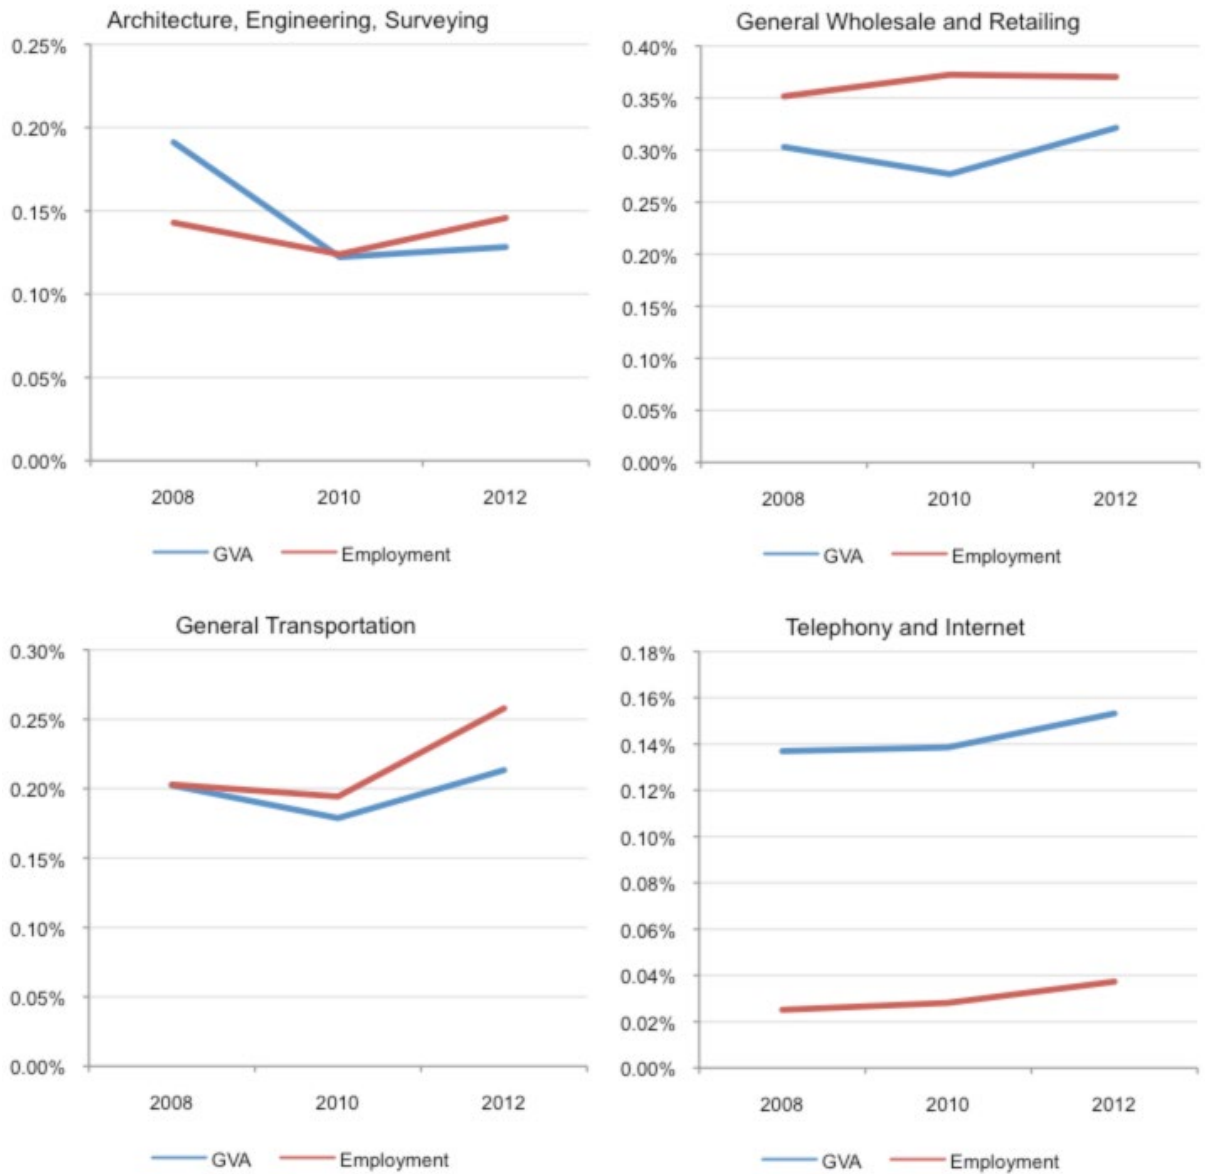 Architecture, Engineering, Surveying
0.25%
0.20%
0.15%
0.10%
0.05%
0.00%
2008 2010 2012
GVA Employment
General Wholesale and Retailing
0.40%
0.35%
0.30%
0.25%
0.20%
0.15%
0.10%
0.05%
0.00%
2008 2010 2012
GVA Employment
General Transportation
0.30%
0.25%
0.20%
0.15%
0.10%
0.05%
0.00%
2008 2010 2012
GVA Employment
Telephony and Internet
0.18%
0.16%
0.14%
0.12%
0.10%
0.08%
0.06%
0.04%
0.02%
0.00%
2008 2010 2012
GVA Employment